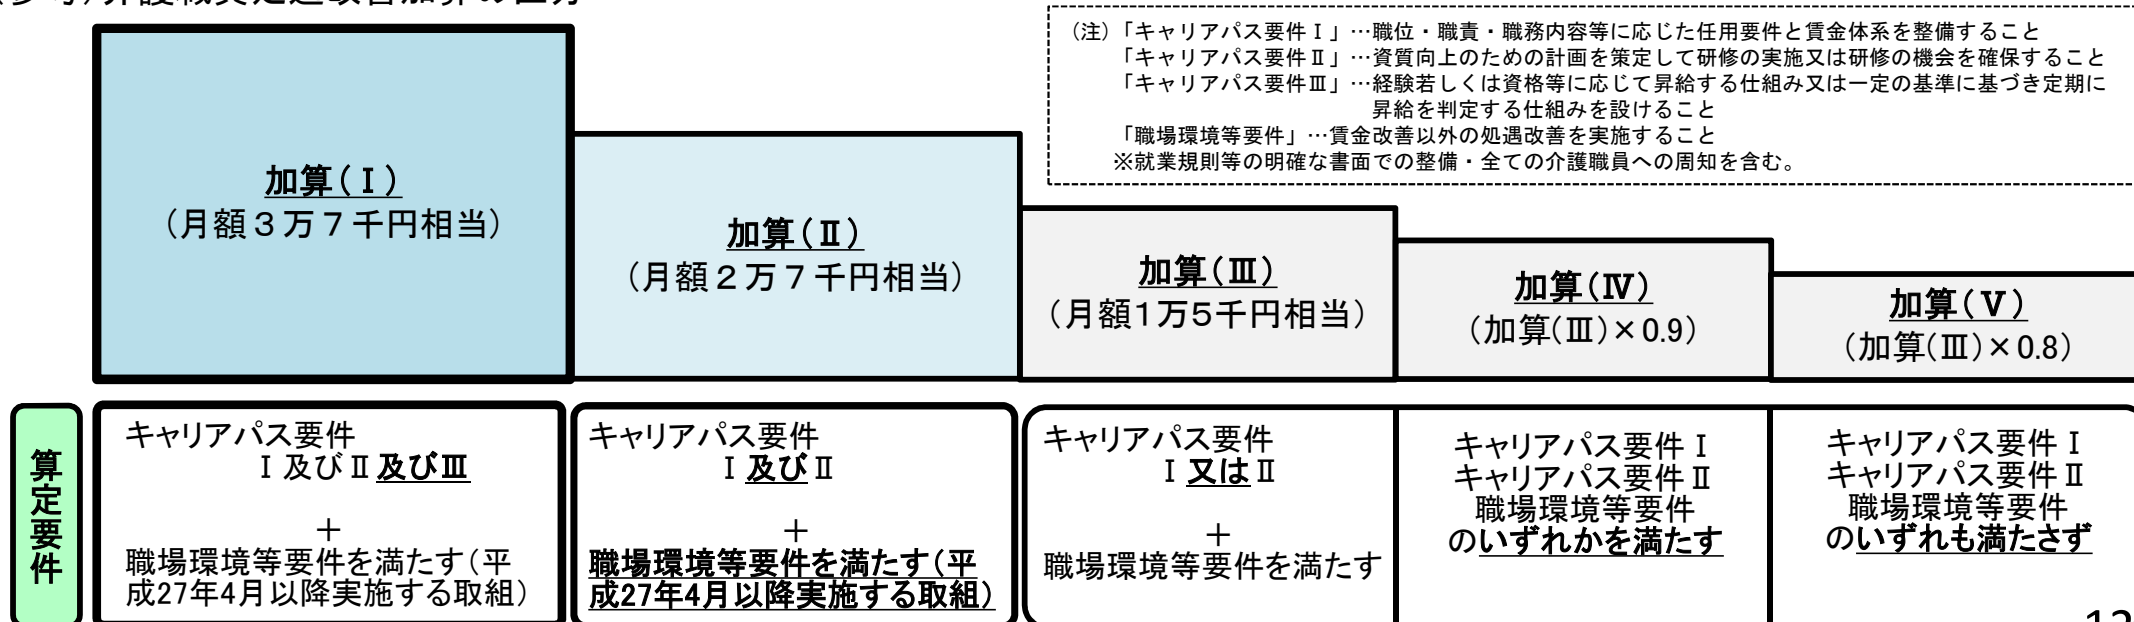 (注)「キャリアパス要件Ⅰ」…職位・職責・職務内容等に応じた任用要件と賃金体系を整備すること
「キャリアパス要件Ⅱ」…資質向上のための計画を策定して研修の実施又は研修の機会を確保すること
「キャリアパス要件Ⅲ」…経験若しくは資格等に応じて昇給する仕組み又は一定の基準に基づき定期に
昇給を判定する仕組みを設けること
「職場環境等要件」…賃金改善以外の処遇改善を実施すること
※就業規則等の明確な書面での整備・全ての介護職員への周知を含む。
加算(Ⅰ)
(月額３万７千円相当)
加算(Ⅱ)
(月額２万７千円相当)
加算(Ⅲ)
(月額1万5千円相当)
加算(Ⅳ)
(加算(Ⅲ)×0.9)
加算(Ⅴ)
(加算(Ⅲ)×0.8)
算定要件
キャリアパス要件
Ⅰ及びⅡ及びⅢ
＋
職場環境等要件を満たす(平
成27年4月以降実施する取組)
キャリアパス要件
Ⅰ及びⅡ
＋
職場環境等要件を満たす(平
成27年4月以降実施する取組)
キャリアパス要件
Ⅰ又はⅡ
＋
職場環境等要件を満たす
キャリアパス要件Ⅰ
キャリアパス要件Ⅱ
職場環境等要件
のいずれかを満たす
キャリアパス要件Ⅰ
キャリアパス要件Ⅱ
職場環境等要件
のいずれも満たさず